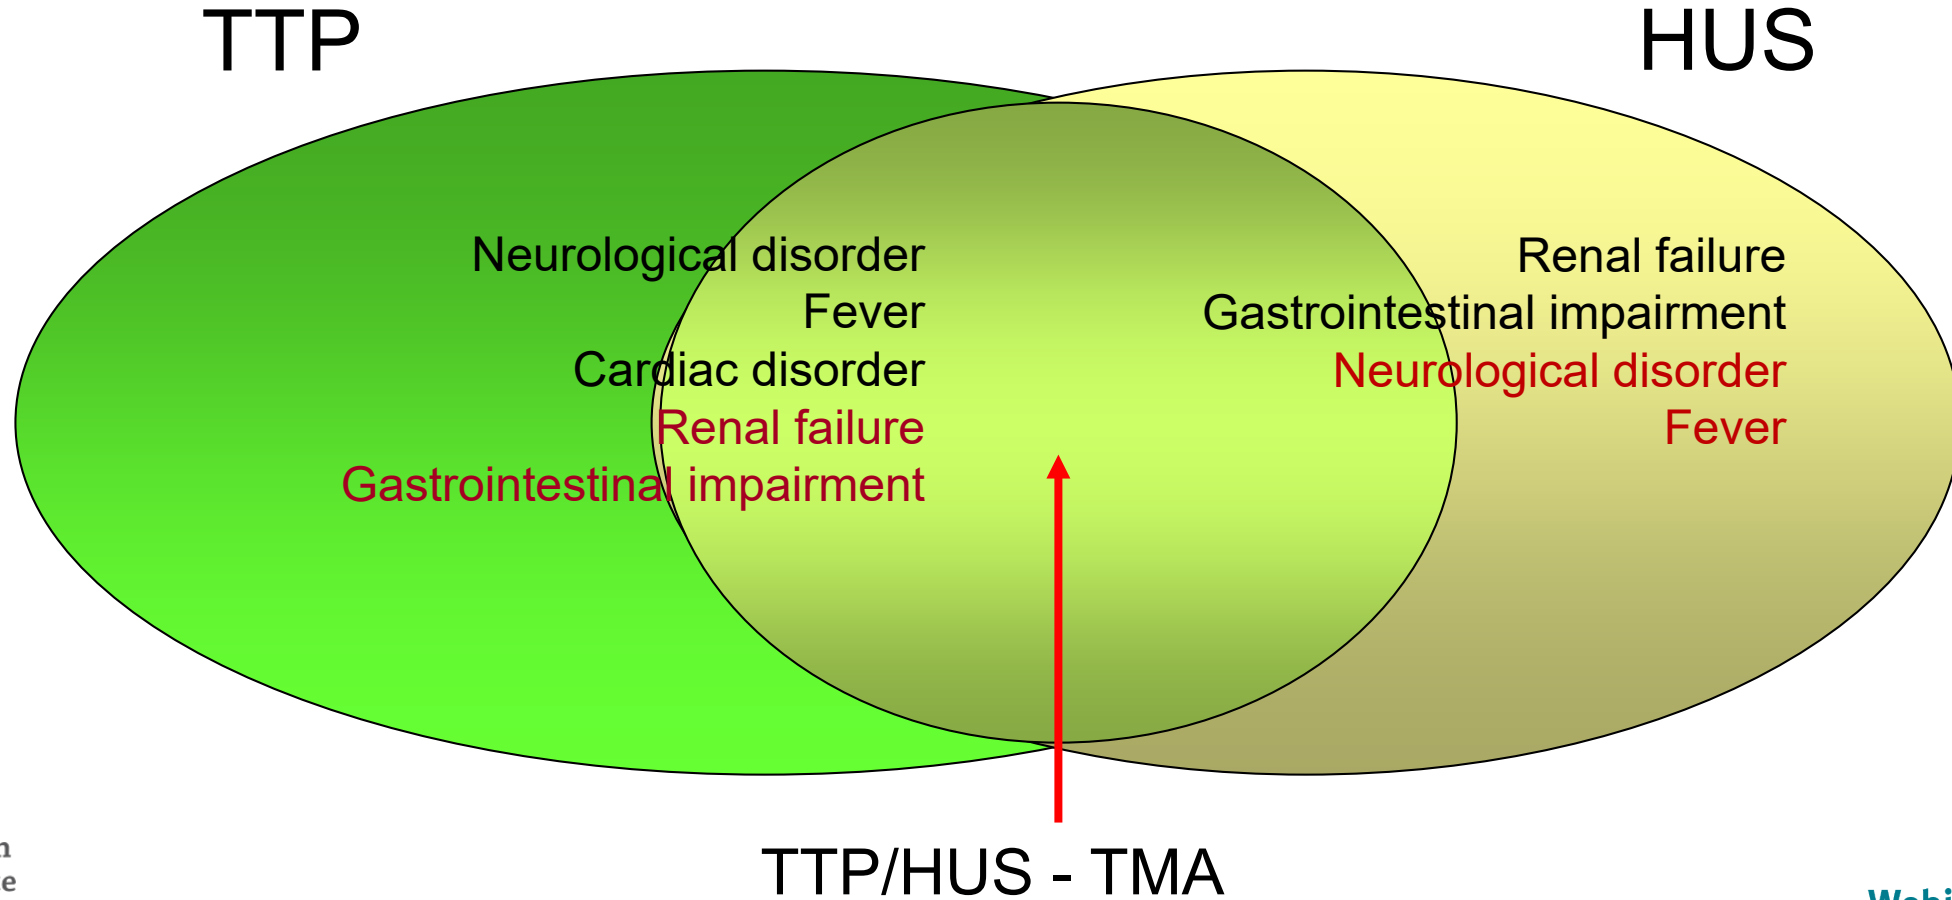 TTP
HUS
Neurological disorder
Fever
Cardiac disorder
Renal failure
Gastrointestinal impairment
Renal failure
Gastrointestinal impairment
Neurological disorder
Fever
TTP/HUS - TMA